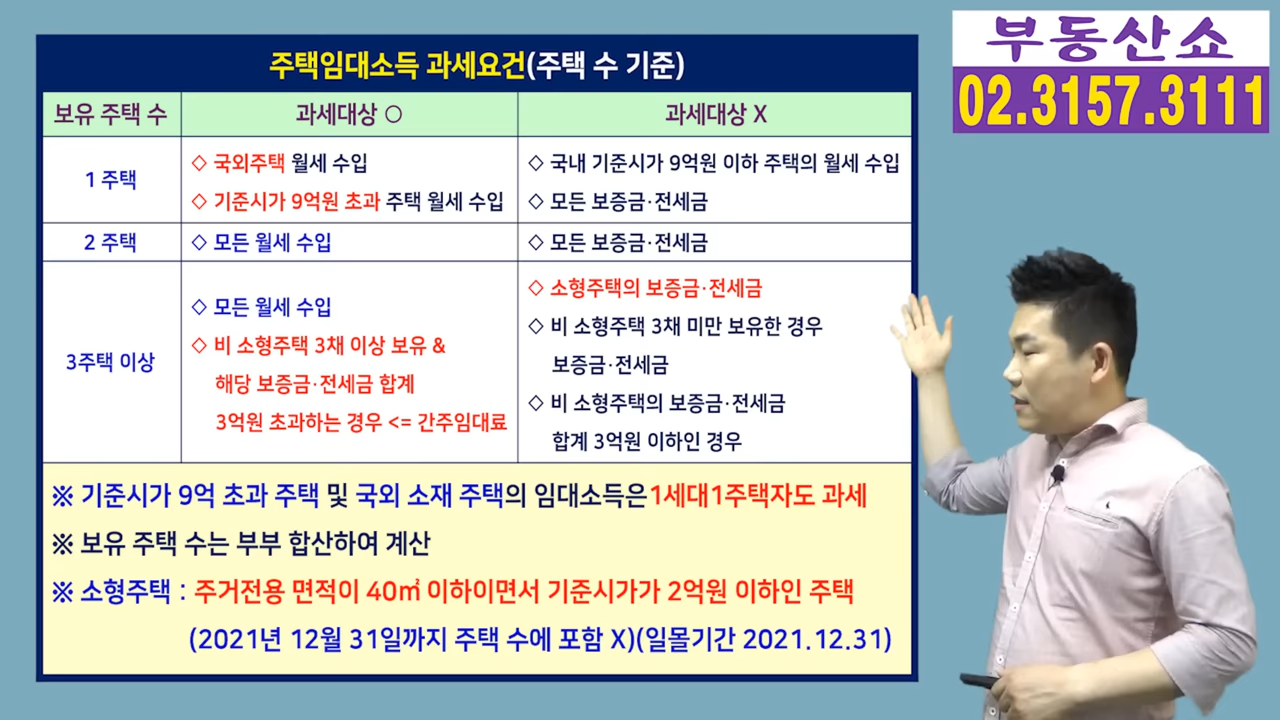 부동산쇼
02.3157.3111
주택임대소득 과세요건(주택 수 기준)
보유 주택 수 과세대상 ○ 과세대상 X
1 주택
◇ 국외주택 월세 수입
◇ 기준시가 9억원 초과 주택 월세 수입
◇ 국내 기준시가 9억원 이하 주택의 월세 수입
◇ 모든 보증금·전세금
2 주택
◇ 모든 월세 수입
◇ 모든 보증금·전세금
3주택 이상
◇ 모든 월세 수입
◇ 비 소형주택 3채 이상 보유 &
해당 보증금·전세금 합계
3억원 초과하는 경우 <= 간주임대료
◇ 소형주택의 보증금·전세금
◇ 비 소형주택 3채 미만 보유한 경우
보증금·전세금
◇ 비 소형주택의 보증금·전세금
합계 3억원 이하인 경우
※ 기준시가 9억 초과 주택 및 국외 소재 주택의 임대소득은 1세대1주택자도 과세
※ 보유 주택 수는 부부 합산하여 계산
※ 소형주택 : 주거전용 면적이 40㎡ 이하이면서 기준시가가 2억원 이하인 주택
(2021년 12월 31일까지 주택 수에 포함 X)(일몰기간 2021.12.31)